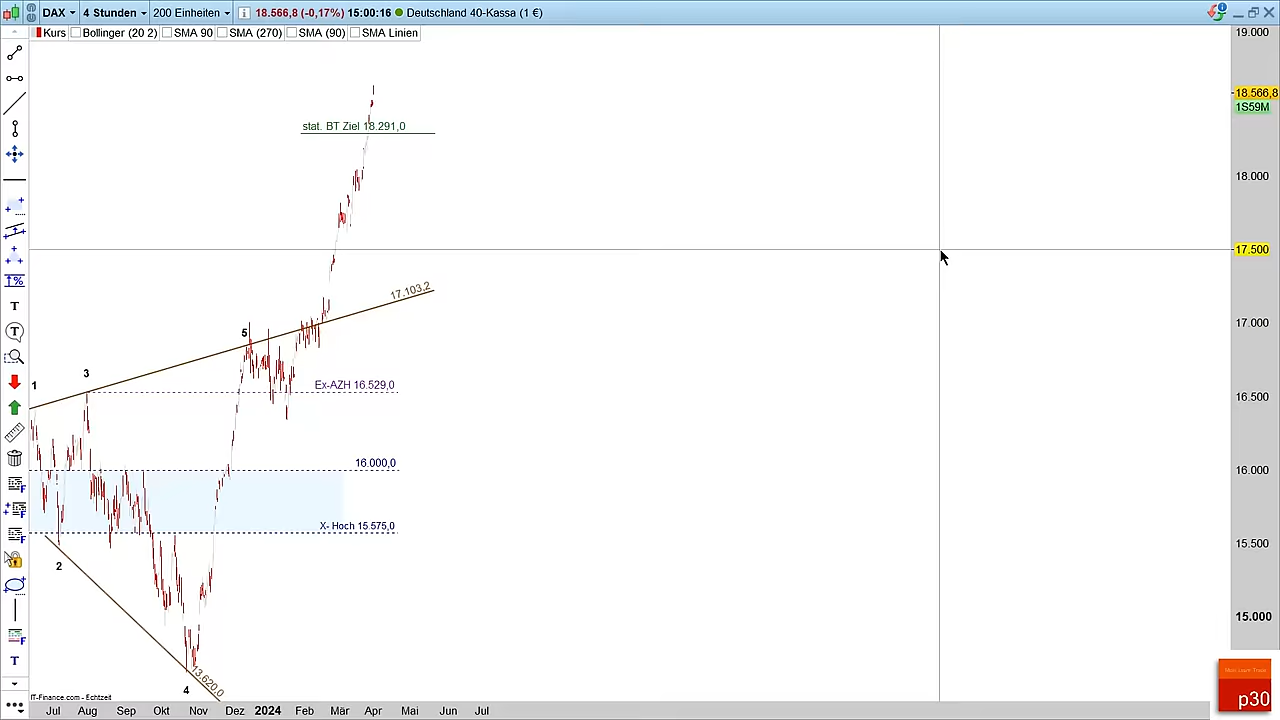 DAX 4 Stunden 200 Einheiten i 18.566,8 (-0,17%) 15:00:16 Deutschland 40-Kassa (1 €)
Kurs Bollinger (20 2) SMA 90 SMA (270) SMA (90) SMA Linien
19.000
18.566,8
1S59M
stat. BT Ziel 18.291,0
18.000
17.500
17.103,2
17.000
5
3
1
Ex-AZH 16.529,0
16.500
16.000,0
16.000
X- Hoch 15 575,0
15.500
2
15.000
13.620,0
4
IT-Finance.com - Echtzeit
Jul Aug Sep Okt Nov Dez 2024 Feb Mär Apr Mai Jun Jul
p30